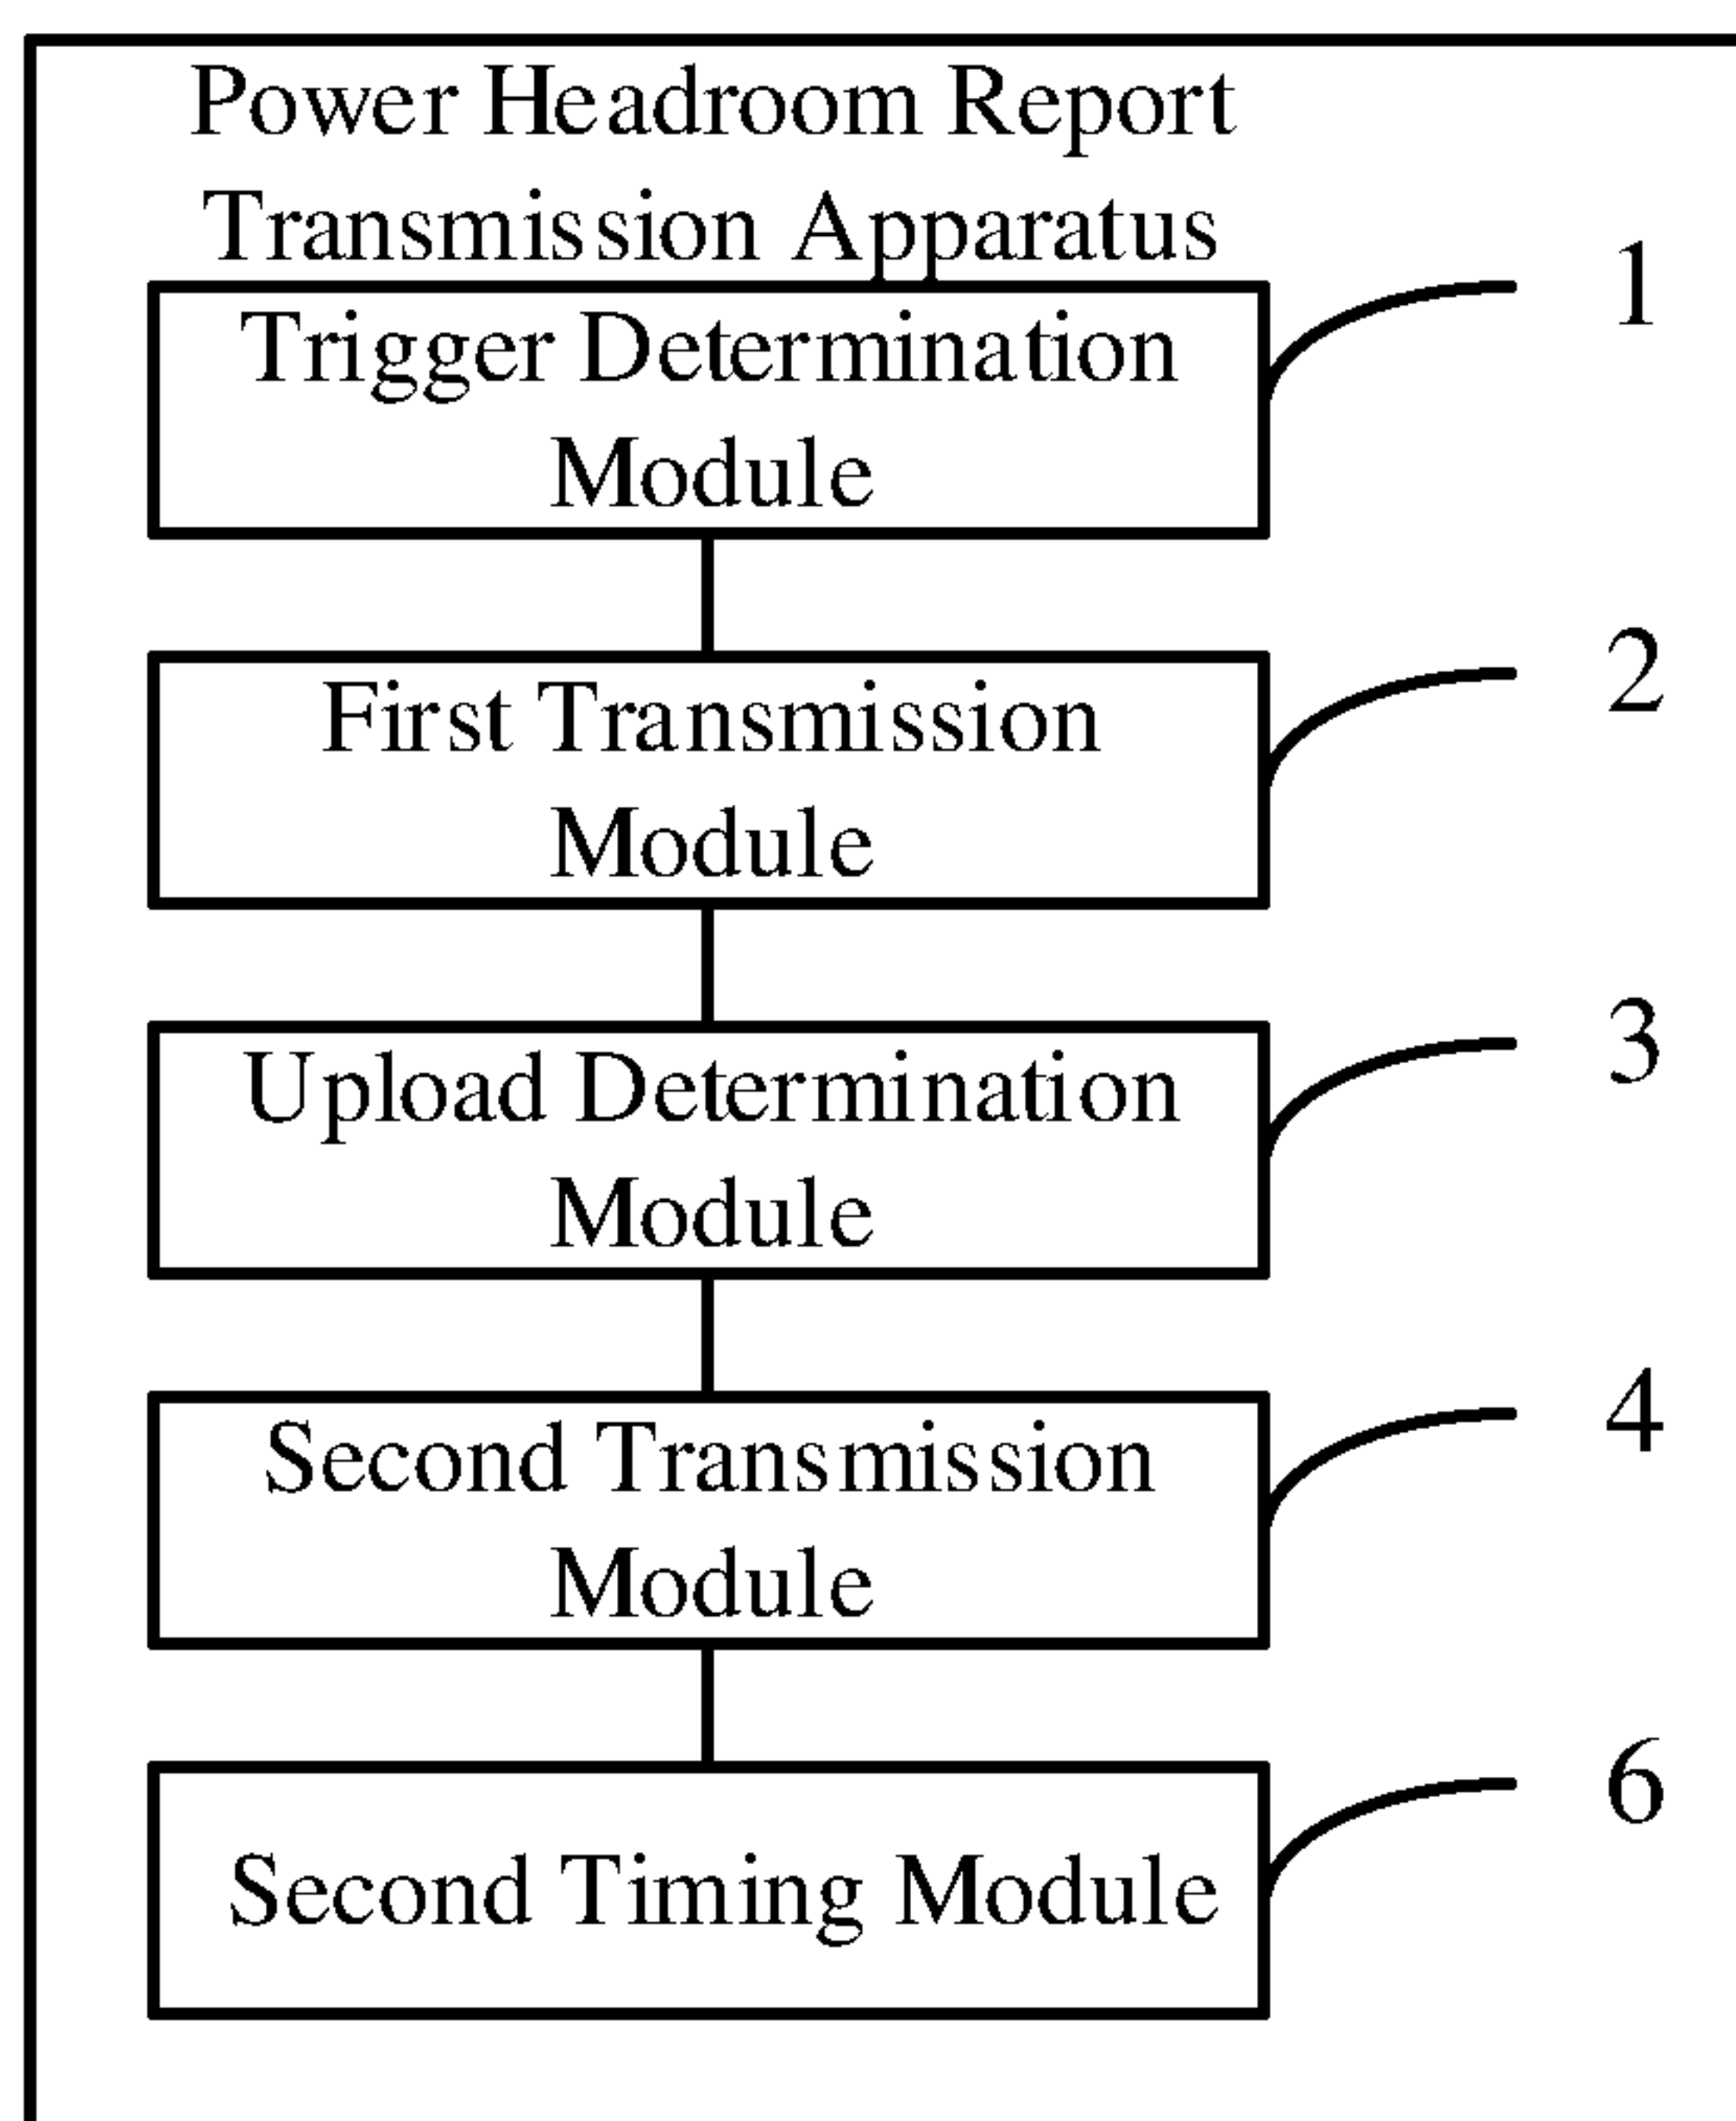 Power Headroom Report
Transmission Apparatus
Trigger Determination
Module
1
First Transmission
Module
2
Upload Determination
Module
3
Second Transmission
Module
4
Second Timing Module
6